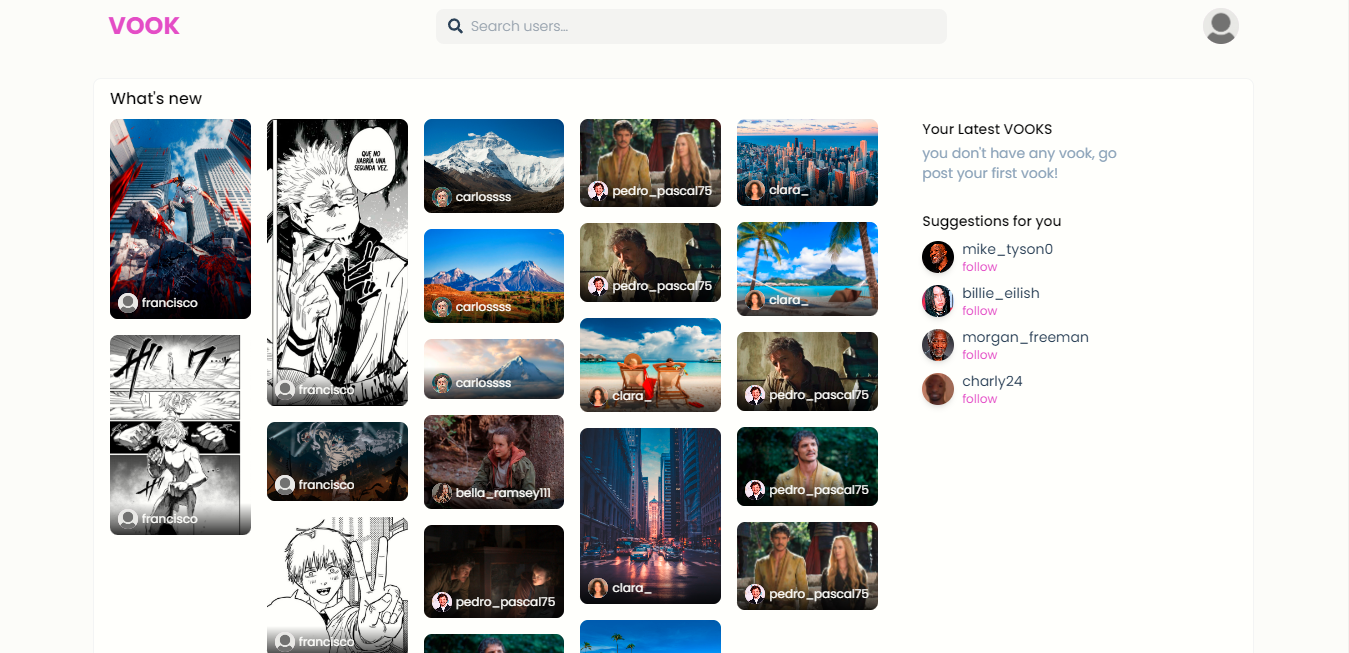 VOOK
Search users...
What's new
QUE NO
HABRÍA UNA
SEGUNDA VEZ.
francisco
francisco
francisco
francisco
francisco
carlossss
carlossss
carlossss
bella_ramsey111
pedro_pascal75
pedro_pascal75
pedro_pascal75
clara_
clara_
clara_
clara_
pedro_pascal75
pedro_pascal75
pedro_pascal75
Your Latest VOOKS
you don't have any vook, go
post your first vook!
Suggestions for you
mike_tyson0
follow
billie_eilish
follow
morgan_freeman
follow
charly24
follow